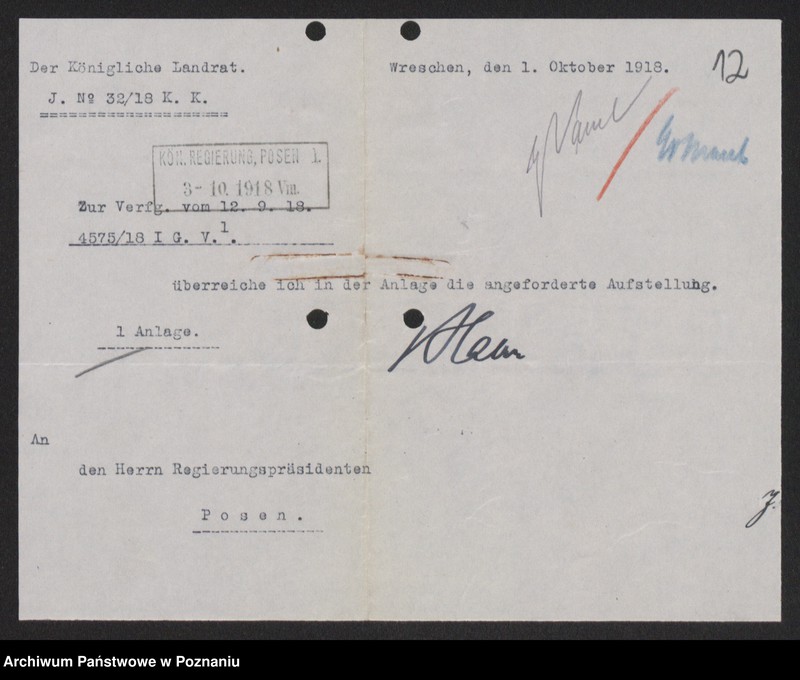 Der Königliche Landrat.
Wreschen, den 1. Oktober 1918.
12
J. № 32/18 K. K.
KÖN. REGIERUNG, POSEN 1.
3-10.1918 Vm.
Zur Verfg. vom 12. 9. 18.
4575/18 I G. V.1.
überreiche ich in der Anlage die angeforderte Aufstellung.
1 Anlage.
An
den Herrn Regierungspräsidenten
Posen.
Archiwum Państwowe w Poznaniu